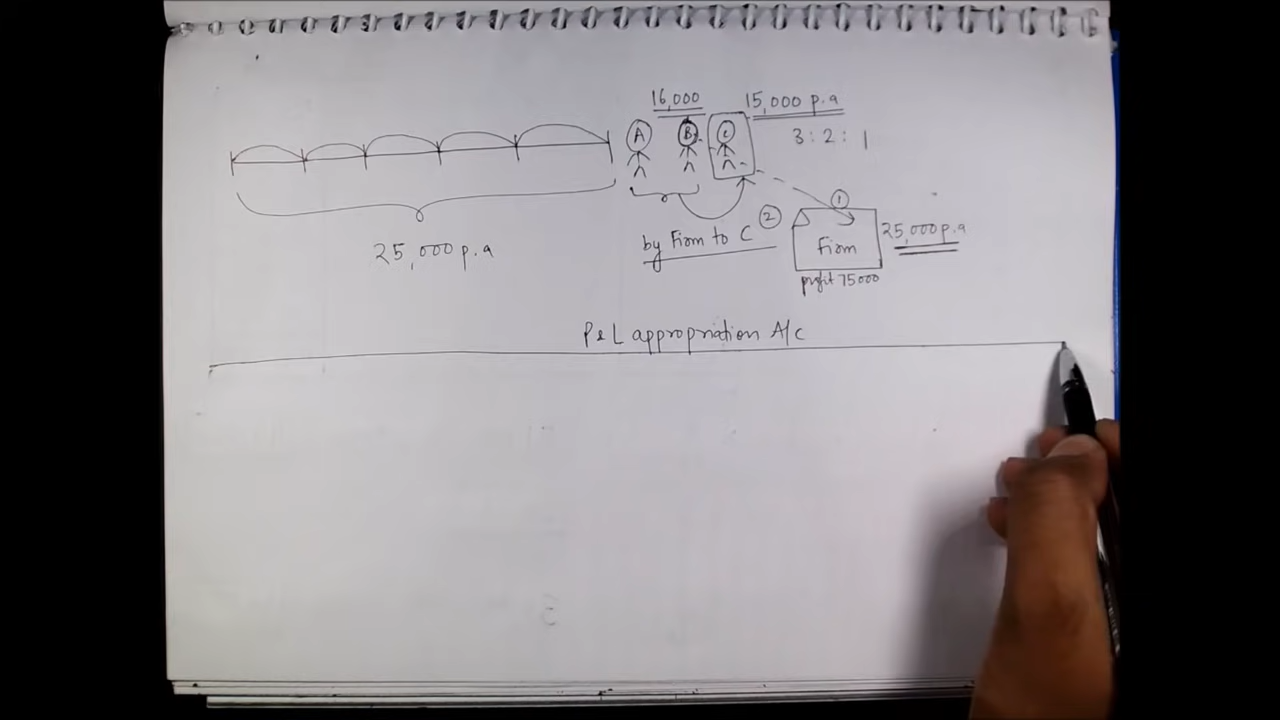 16,000
15,000 p.a
A B C
3 : 2 : 1
25,000 p.a
by Firm to C
2
1
Firm
25,000 p.a
profit 75000
P & L appropriation A/c